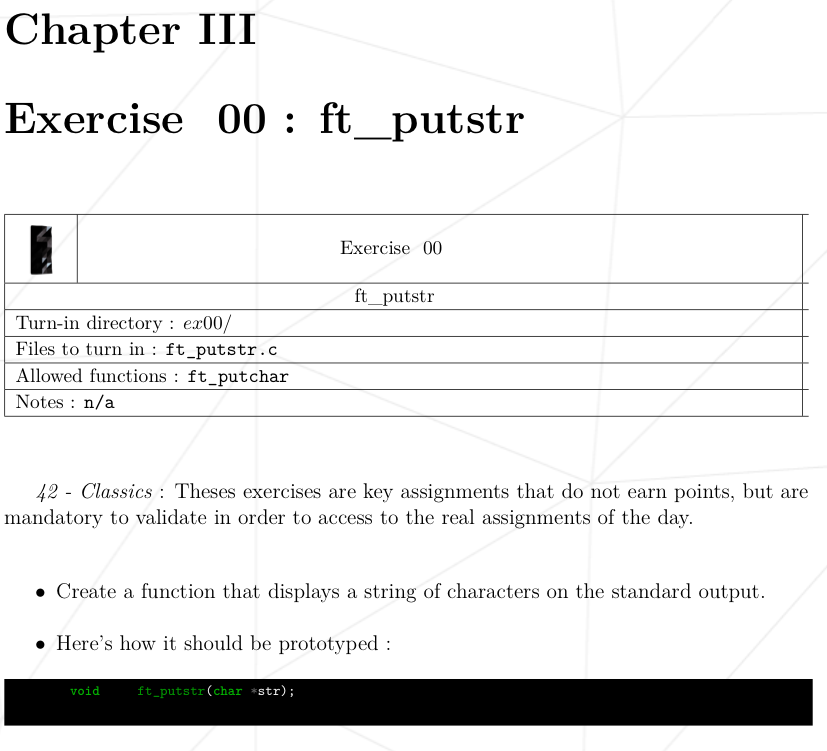 Chapter III
Exercise 00 : ft_putstr
Exercise 00
ft_putstr
Turn-in directory : ex00/
Files to turn in : ft_putstr.c
Allowed functions : ft_putchar
Notes : n/a
42 - Classics : Theses exercises are key assignments that do not earn points, but are
mandatory to validate in order to access to the real assignments of the day.
• Create a function that displays a string of characters on the standard output.
• Here's how it should be prototyped :
void ft_putstr(char *str);